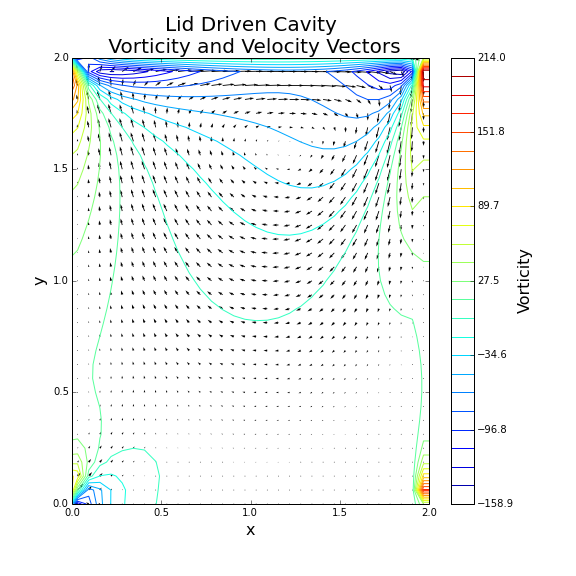 Lid Driven Cavity
Vorticity and Velocity Vectors
2.0
1.5
1.0
0.5
0.0
y
0.0 0.5 1.0 1.5 2.0
x
214.0
151.8
89.7
27.5
−34.6
−96.8
−158.9
Vorticity